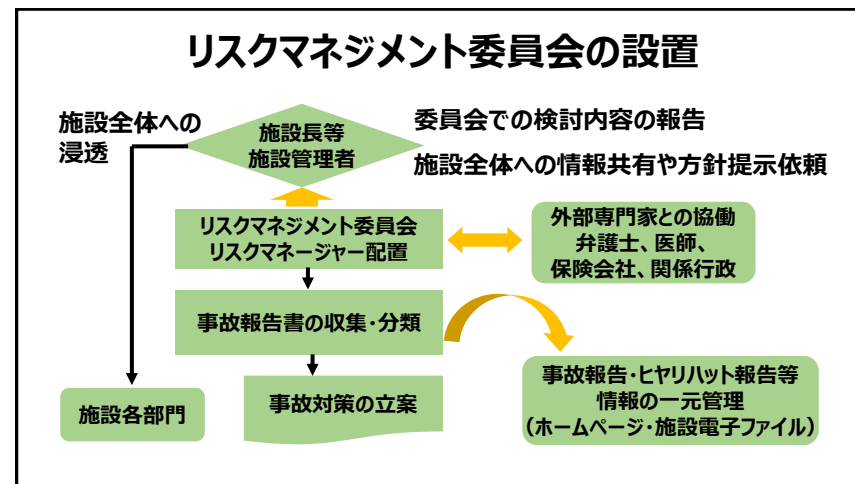 リスクマネジメント委員会の設置
施設全体への
浸透
施設長等
施設管理者
委員会での検討内容の報告
施設全体への情報共有や方針提示依頼
リスクマネジメント委員会
リスクマネージャー配置
外部専門家との協働
弁護士、医師、
保険会社、関係行政
事故報告書の収集・分類
事故対策の立案
施設各部門
事故報告・ヒヤリハット報告等
情報の一元管理
（ホームページ・施設電子ファイル）